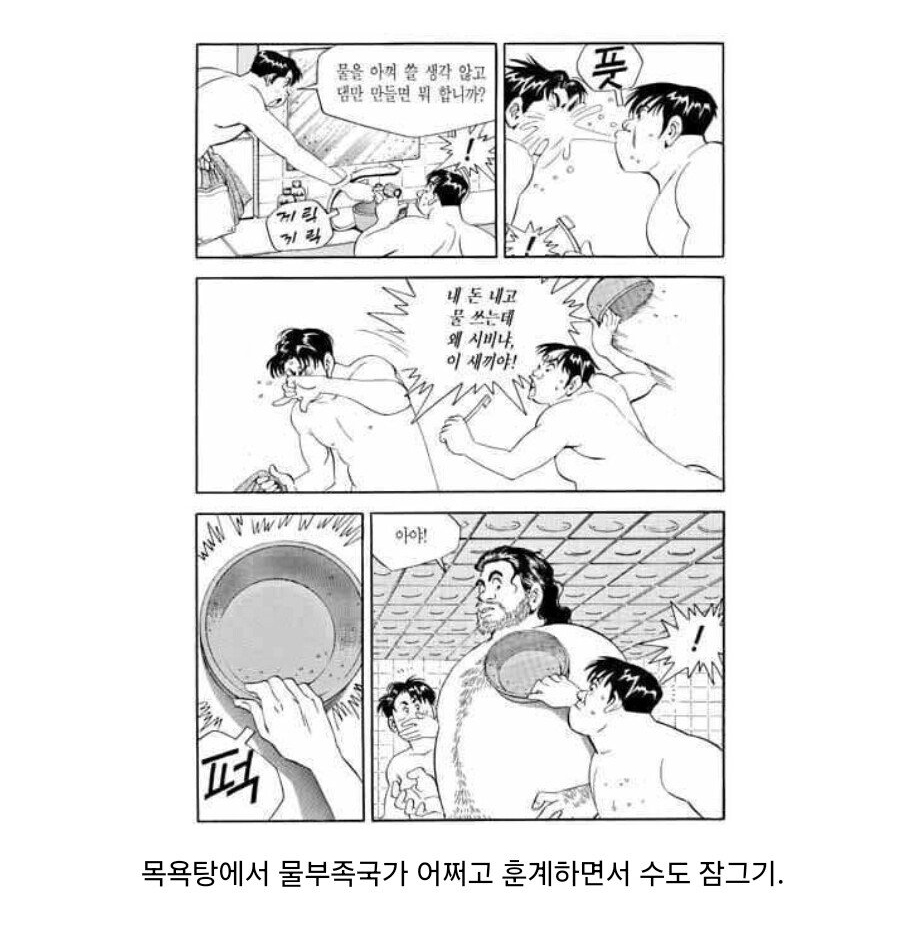 물을 아껴 쓸 생각 않고
댐만 만들면 뭐 합니까?
!
끼릭
끼릭
풋
!
내 돈 내고
물 쓰는데
왜 시비냐,
이 새끼야!
퍽
아야!
!
목욕탕에서 물부족국가 어쩌고 훈계하면서 수도 잠그기.